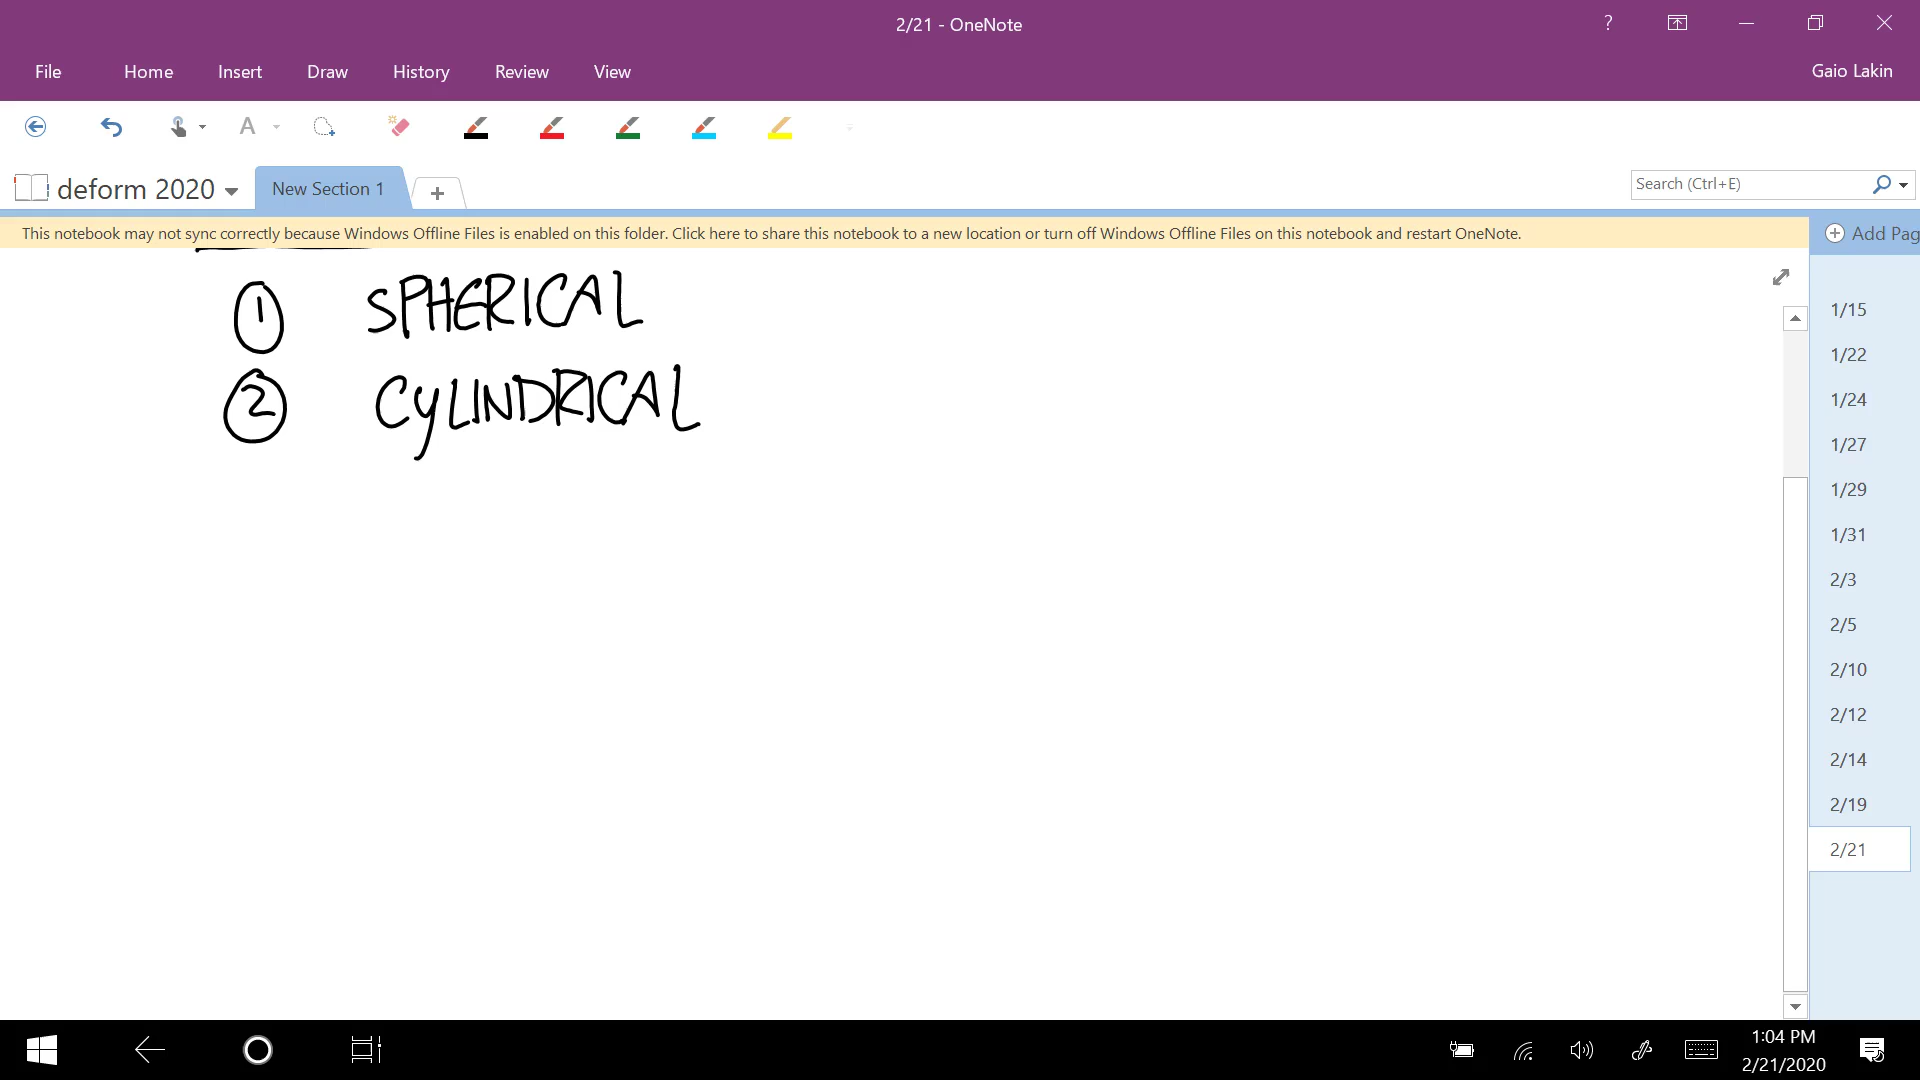 2/21 - OneNote
?
File Home Insert Draw History Review View
Gaio Lakin
A
deform 2020
New Section 1
+
Search (Ctrl+E)
This notebook may not sync correctly because Windows Offline Files is enabled on this folder. Click here to share this notebook to a new location or turn off Windows Offline Files on this notebook and restart OneNote.
Add Pag
① SPHERICAL
② CYLINDRICAL
1/15
1/22
1/24
1/27
1/29
1/31
2/3
2/5
2/10
2/12
2/14
2/19
2/21
1:04 PM
2/21/2020